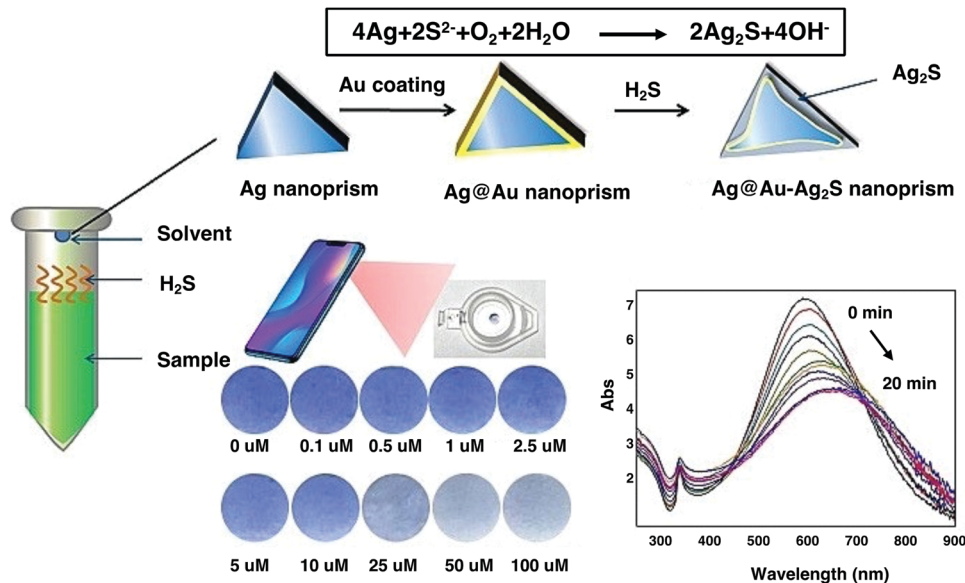 4Ag+2S²⁻+O₂+2H₂O → 2Ag₂S+4OH⁻
Au coating
H₂S
Ag₂S
Ag nanoprism
Ag@Au nanoprism
Ag@Au-Ag₂S nanoprism
Solvent
H₂S
Sample
0 uM 0.1 uM 0.5 uM 1 uM 2.5 uM
5 uM 10 uM 25 uM 50 uM 100 uM
7
6
5
4
3
2
Abs
0 min
20 min
300 400 500 600 700 800 900
Wavelength (nm)